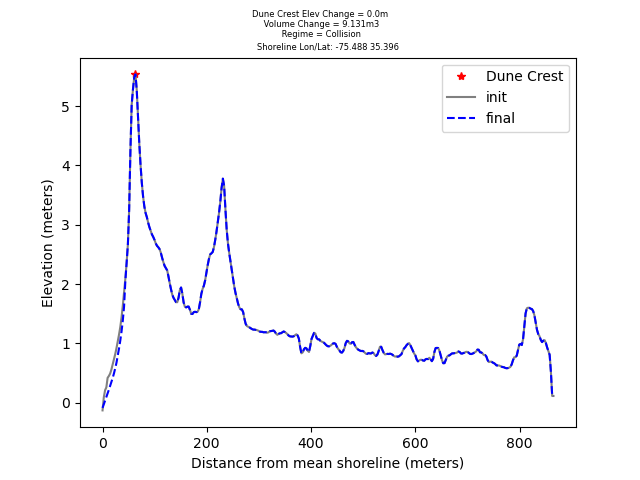 Dune Crest Elev Change = 0.0m
Volume Change = 9.131m3
Regime = Collision
Shoreline Lon/Lat: -75.488 35.396
Dune Crest
init
final
Elevation (meters)
5
4
3
2
1
0
0 200 400 600 800
Distance from mean shoreline (meters)